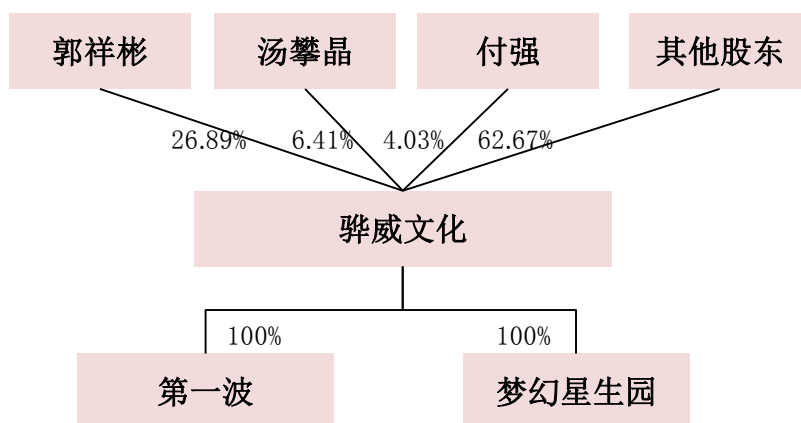 郭祥彬
汤攀晶
付强
其他股东
26.89%
6.41%
4.03%
62.67%
骅威文化
100%
100%
第一波
梦幻星生园